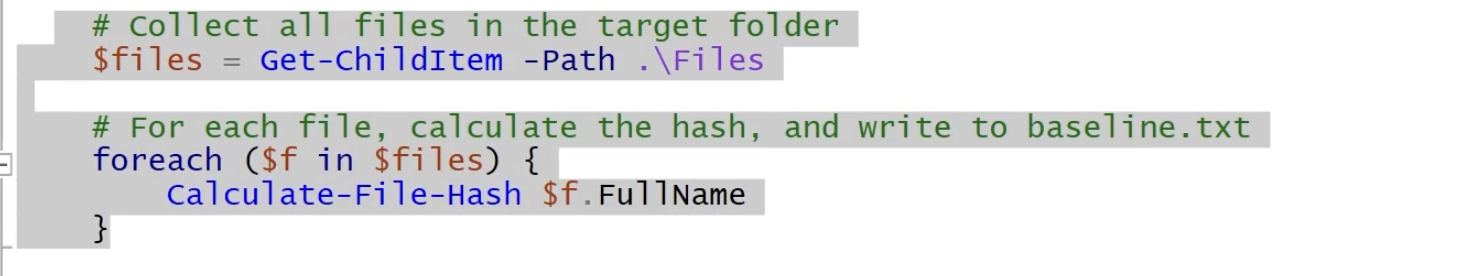 # Collect all files in the target folder
$files = Get-ChildItem -Path .\Files
# For each file, calculate the hash, and write to baseline.txt
foreach ($f in $files) {
Calculate-File-Hash $f.FullName
}